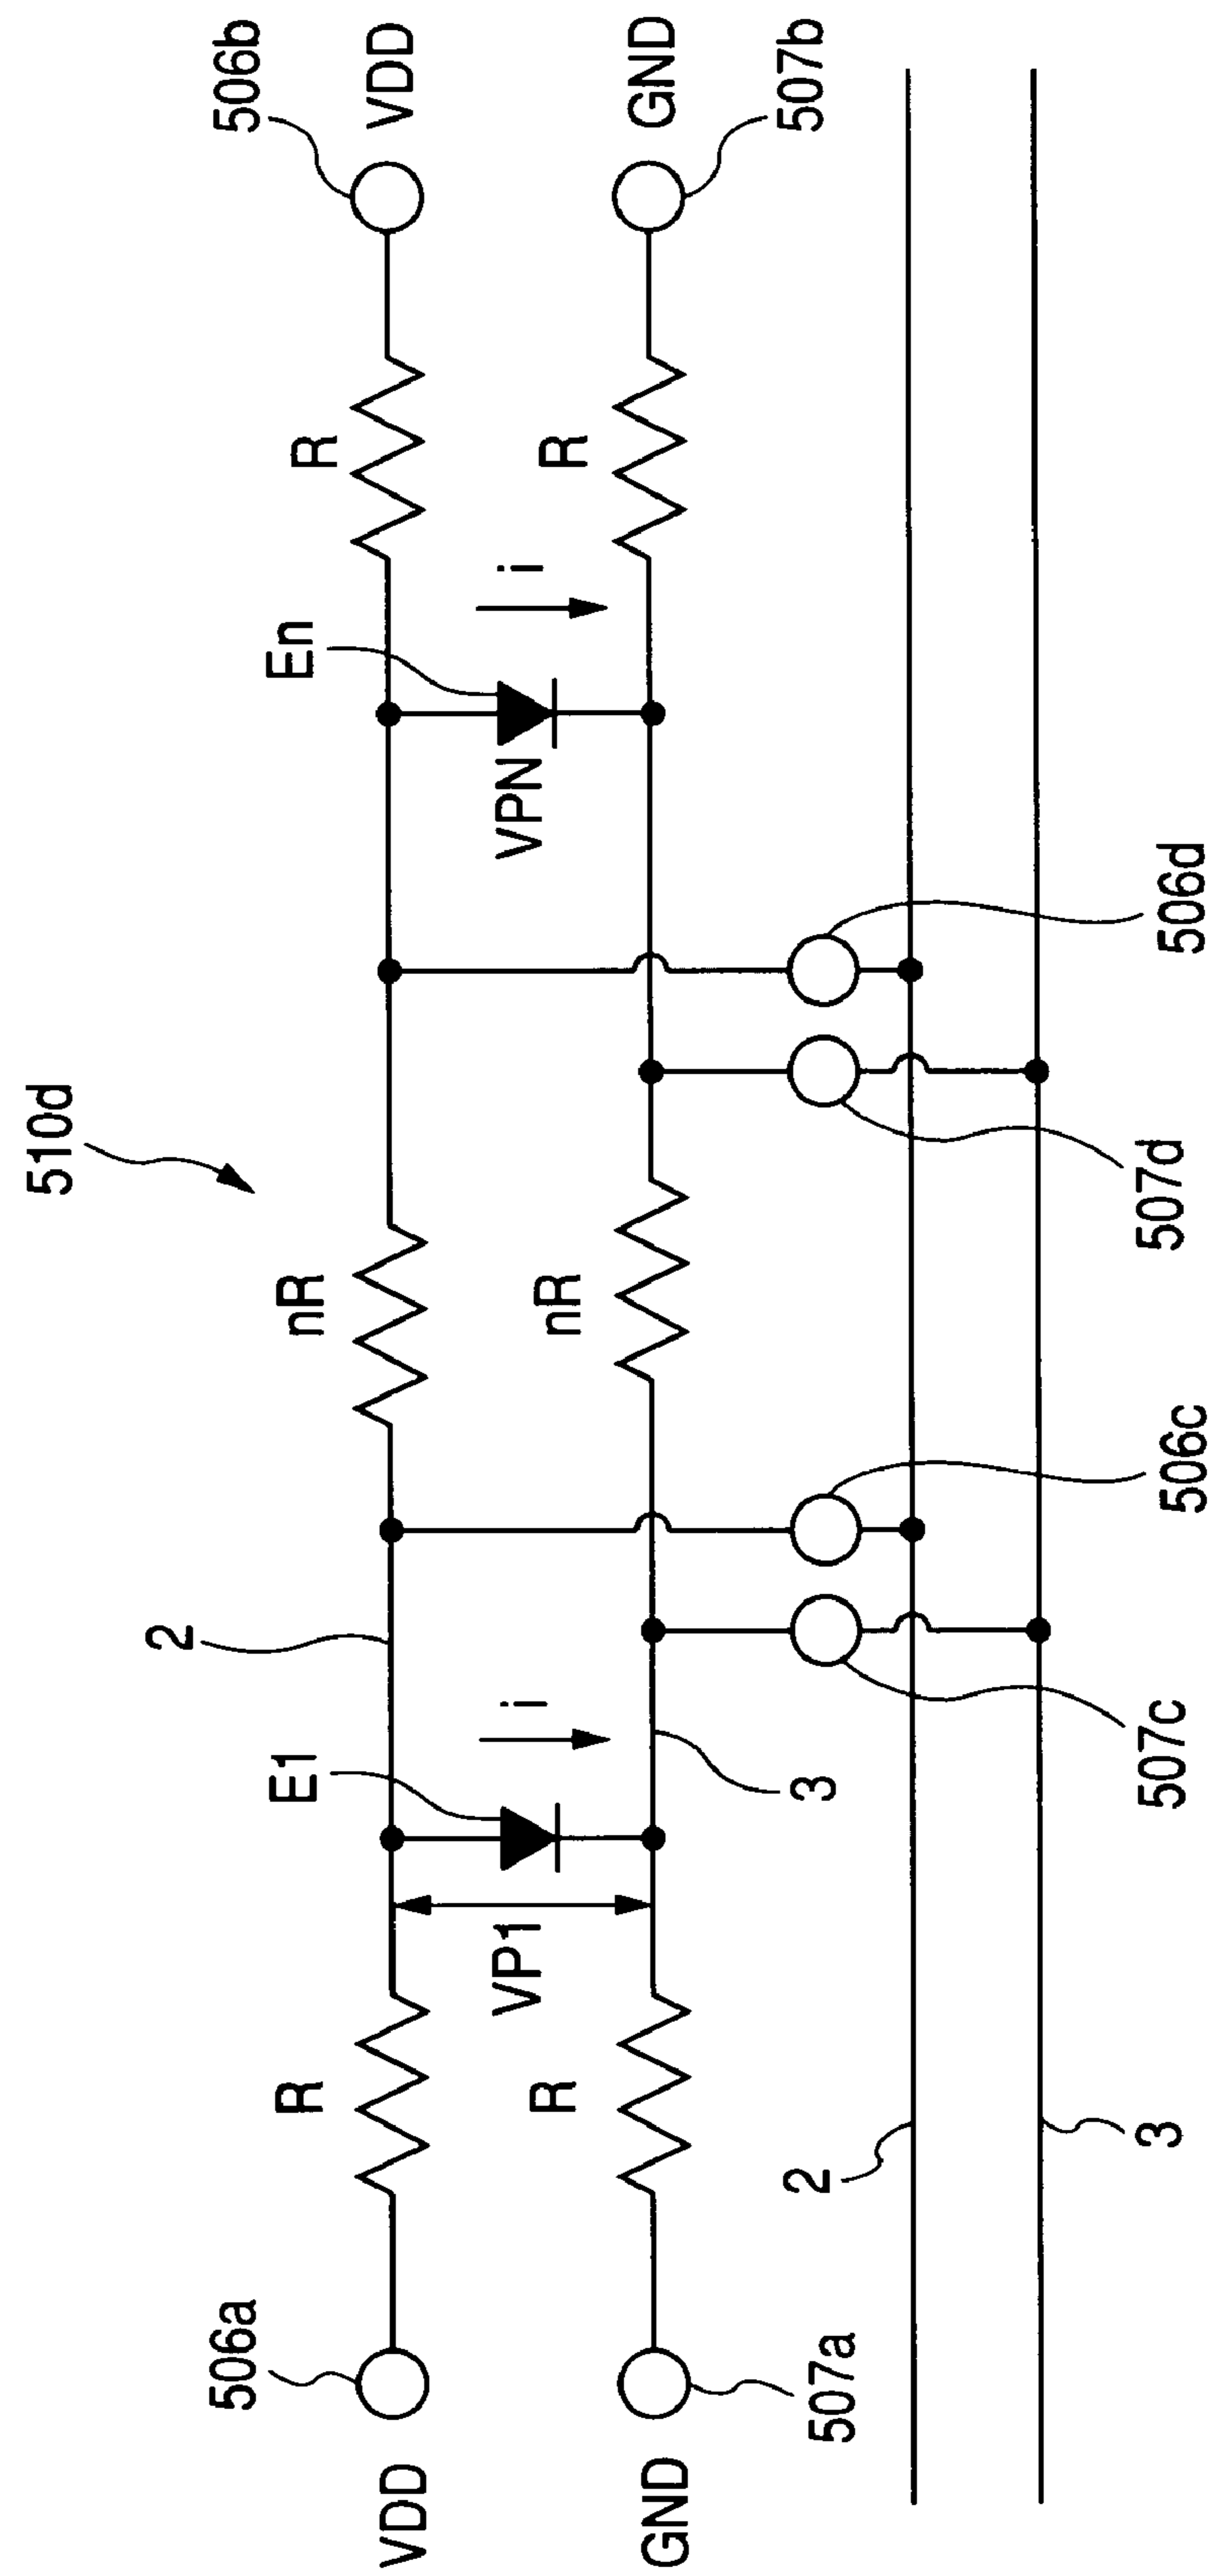 510d
2
506a
506b
E1
En
R
nR
R
VDD
VDD
VP1
i
VPN
i
R
nR
R
GND
GND
507a
3
507b
2
3
507c
506c
507d
506d